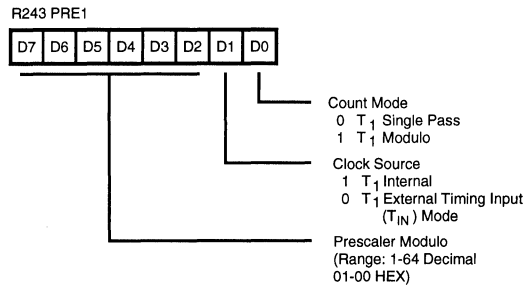 R243 PRE1
D7 D6 D5 D4 D3 D2 D1 D0
Count Mode
0 T1 Single Pass
1 T1 Modulo
Clock Source
1 T1 Internal
0 T1 External Timing Input
(TIN) Mode
Prescaler Modulo
(Range: 1-64 Decimal
01-00 HEX)